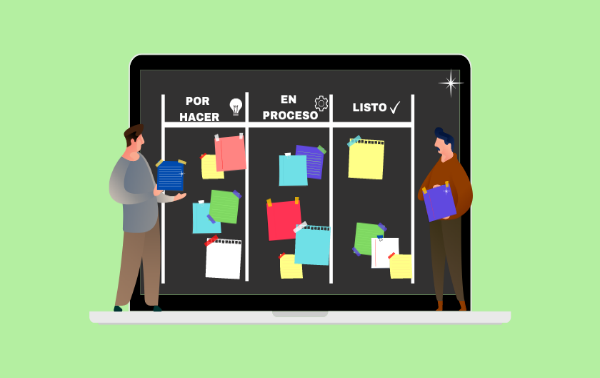 POR
HACER
EN
PROCESO
LISTO